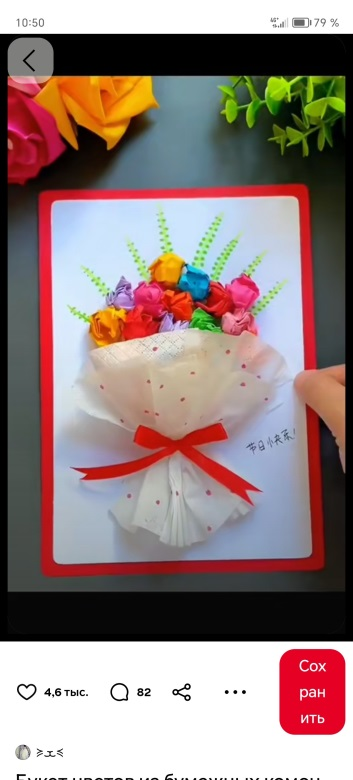 10:50
4G+
79 %
节日快乐!
4,6 тыс.
82
Сох
ран
ить
≽ܫ≼
Букет цветов из бумажных комоч